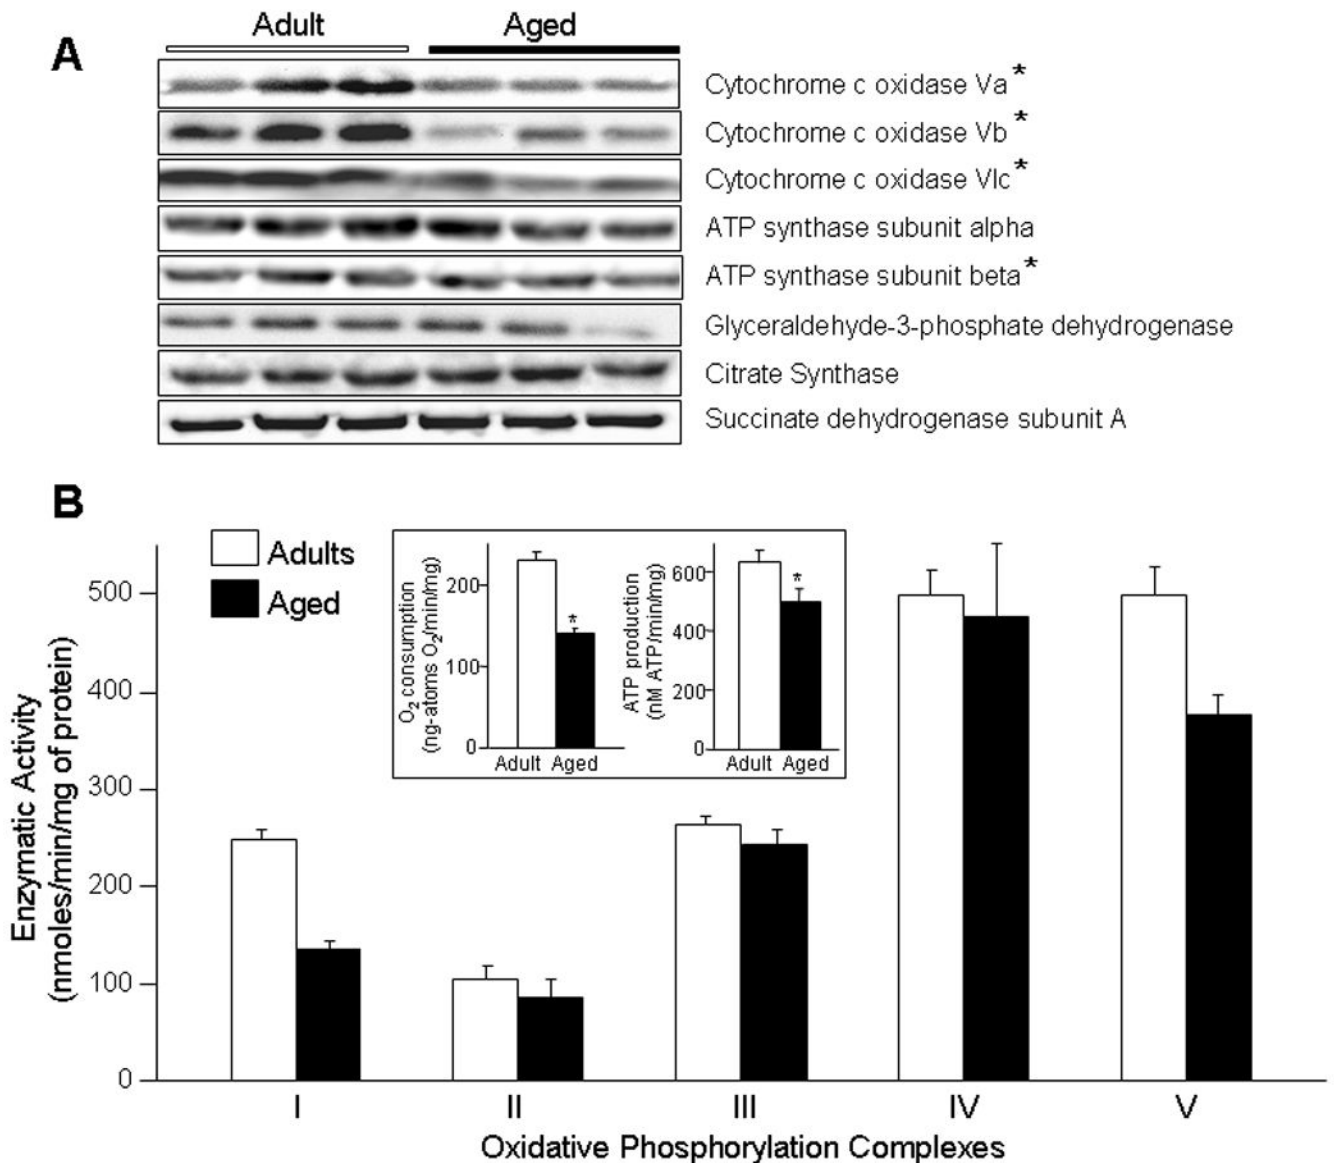 A
Adult Aged
Cytochrome c oxidase Va*
Cytochrome c oxidase Vb*
Cytochrome c oxidase VIc*
ATP synthase subunit alpha
ATP synthase subunit beta*
Glyceraldehyde-3-phosphate dehydrogenase
Citrate Synthase
Succinate dehydrogenase subunit A
B
Adults
Aged
Enzymatic Activity
(nmoles/min/mg of protein)
500
400
300
200
100
0
O2 consumption
(ng-atoms O2/min/mg)
200
100
0
*
Adult Aged
ATP production
(nM ATP/min/mg)
600
400
200
0
*
Adult Aged
I II III IV V
Oxidative Phosphorylation Complexes